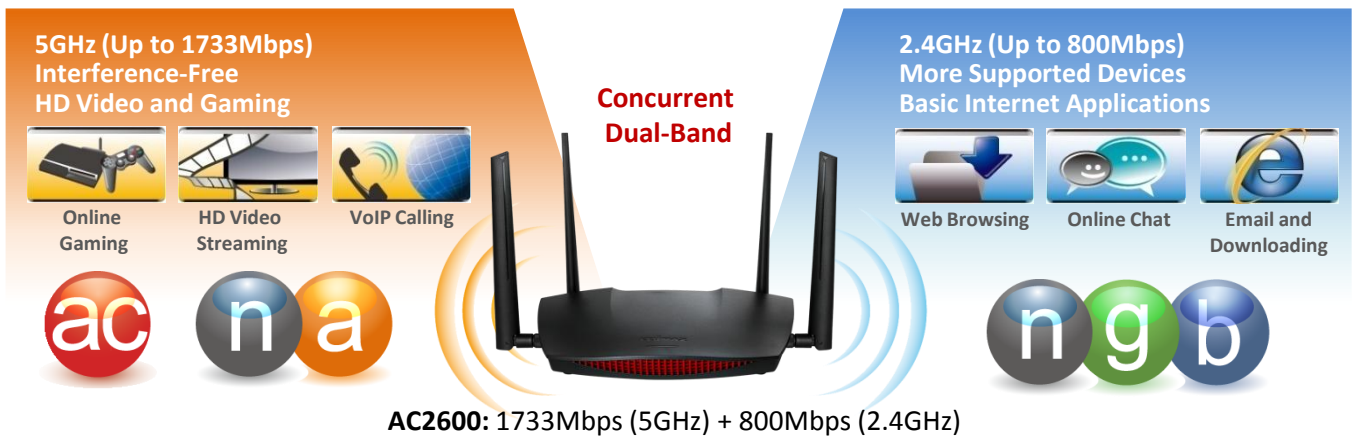 5GHz (Up to 1733Mbps)
Interference-Free
HD Video and Gaming
Online
Gaming
HD Video
Streaming
VoIP Calling
ac
n
a
Concurrent
Dual-Band
2.4GHz (Up to 800Mbps)
More Supported Devices
Basic Internet Applications
Web Browsing
Online Chat
Email and
Downloading
n
g
b
AC2600: 1733Mbps (5GHz) + 800Mbps (2.4GHz)